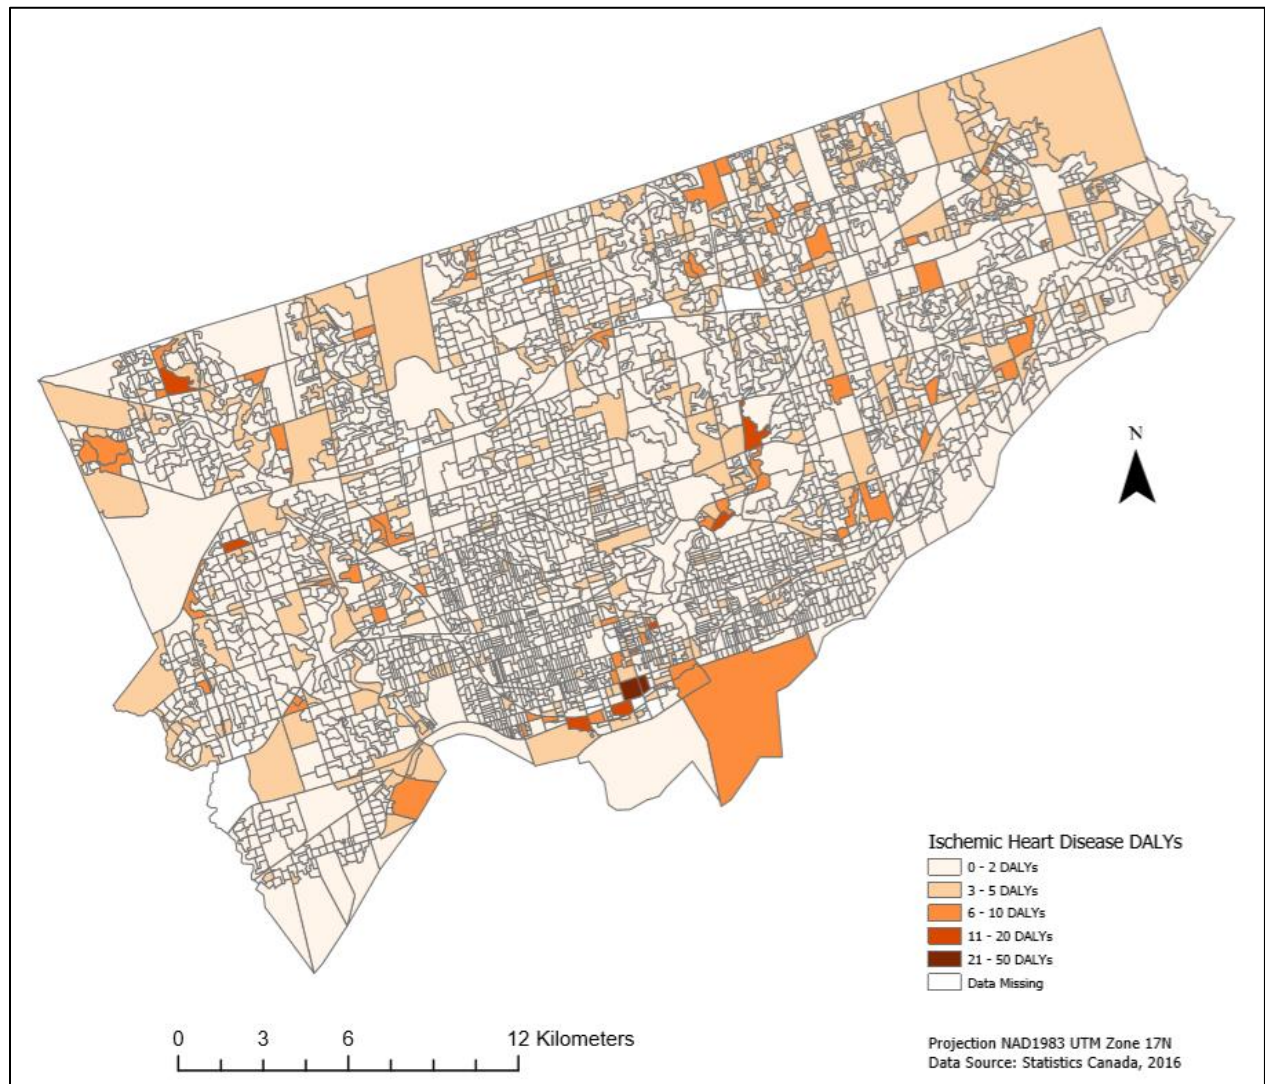 N
Ischemic Heart Disease DALYs
0 - 2 DALYs
3 - 5 DALYs
6 - 10 DALYs
11 - 20 DALYs
21 - 50 DALYs
Data Missing
0 3 6 12 Kilometers
Projection NAD1983 UTM Zone 17N
Data Source: Statistics Canada, 2016